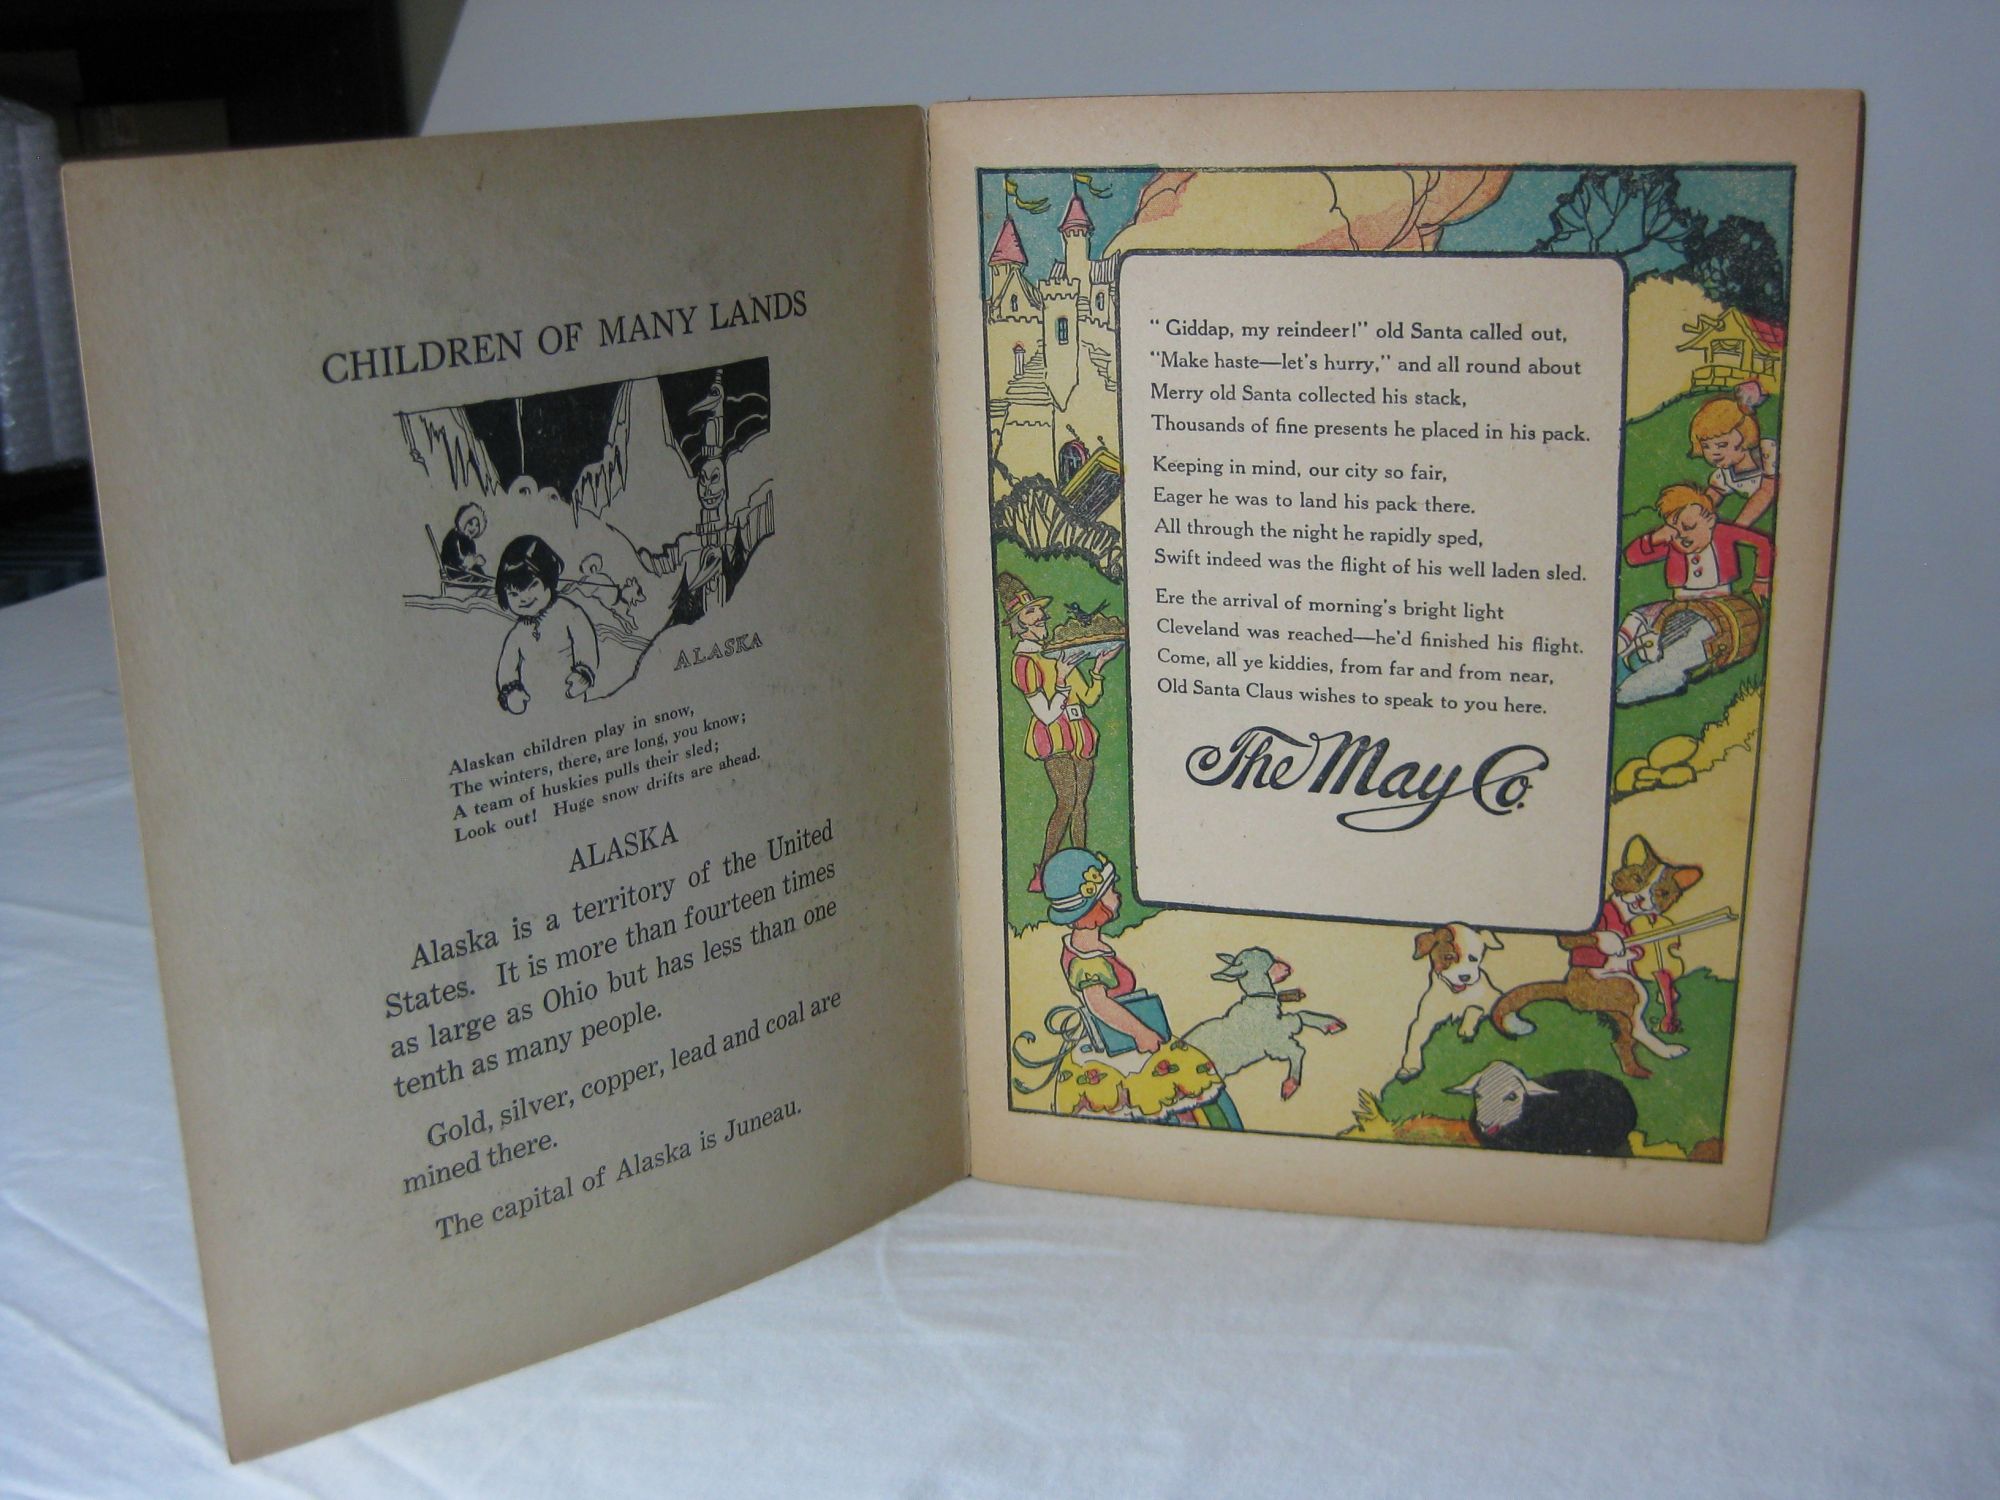 CHILDREN OF MANY LANDS
ALASKA
Alaskan children play in snow,
The winters, there, are long, you know;
A team of huskies pulls their sled;
Look out! Huge snow drifts are ahead.
ALASKA
Alaska is a territory of the United
States. It is more than fourteen times
as large as Ohio but has less than one
tenth as many people.
Gold, silver, copper, lead and coal are
mined there.
The capital of Alaska is Juneau.
“Giddap, my reindeer!” old Santa called out,
“Make haste—let's hurry,” and all round about
Merry old Santa collected his stack,
Thousands of fine presents he placed in his pack.
Keeping in mind, our city so fair,
Eager he was to land his pack there.
All through the night he rapidly sped,
Swift indeed was the flight of his well laden sled.
Ere the arrival of morning's bright light
Cleveland was reached—he'd finished his flight.
Come, all ye kiddies, from far and from near,
Old Santa Claus wishes to speak to you here.
The May Co.